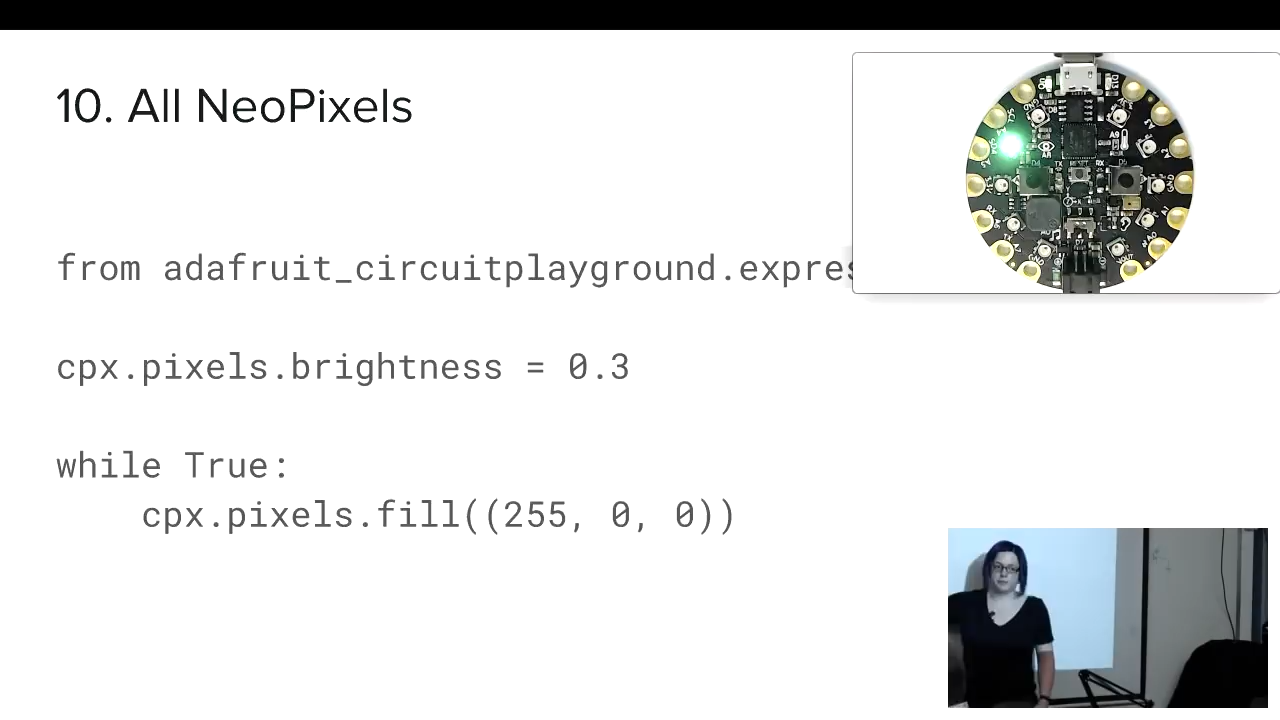 10. All NeoPixels
from adafruit_circuitplayground.expres
cpx.pixels.brightness = 0.3
while True:
cpx.pixels.fill((255, 0, 0))